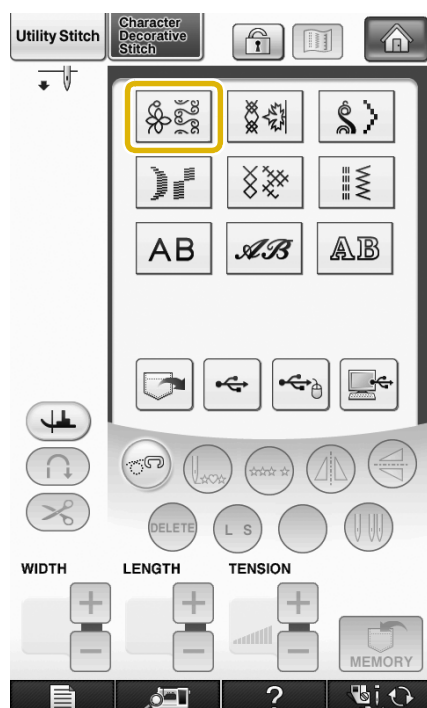 Utility Stitch
Character
Decorative
Stitch
AB
AB
AB
DELETE
L S
WIDTH
LENGTH
TENSION
MEMORY
?